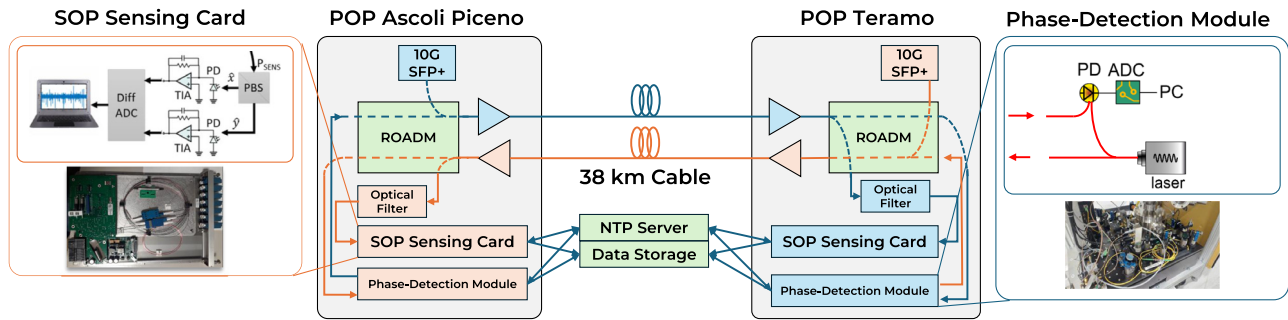 SOP Sensing Card
POP Ascoli Piceno
POP Teramo
Phase-Detection Module
PD
P_SENS
x̂
TIA
Diff
ADC
PBS
PD
ŷ
TIA
10G
SFP+
ROADM
Optical
Filter
SOP Sensing Card
Phase-Detection Module
38 km Cable
NTP Server
Data Storage
10G
SFP+
ROADM
Optical
Filter
SOP Sensing Card
Phase-Detection Module
PD
ADC
PC
laser